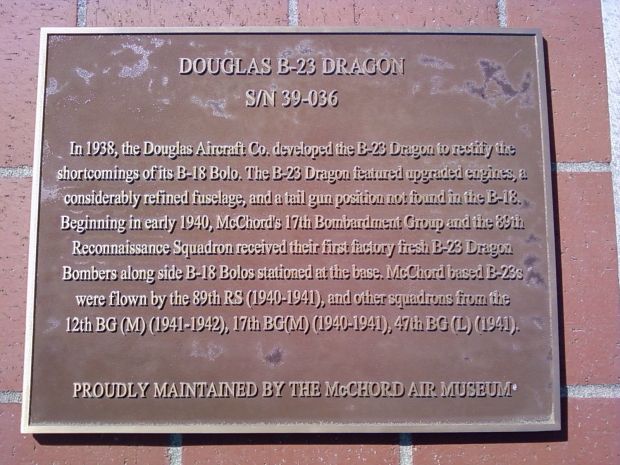 DOUGLAS B-23 DRAGON
S/N 39-036
In 1938, the Douglas Aircraft Co. developed the B-23 Dragon to rectify the
shortcomings of its B-18 Bolo. The B-23 Dragon featured upgraded engines, a
considerably refined fuselage, and a tail gun position not found in the B-18.
Beginning in early 1940, McChord's 17th Bombardment Group and the 89th
Reconnaissance Squadron received their first factory fresh B-23 Dragon
Bombers along side B-18 Bolos stationed at the base. McChord based B-23s
were flown by the 89th RS (1940-1941), and other squadrons from the
12th BG (M) (1941-1942), 17th BG(M) (1940-1941), 47th BG (L) (1941).
PROUDLY MAINTAINED BY THE McCHORD AIR MUSEUM